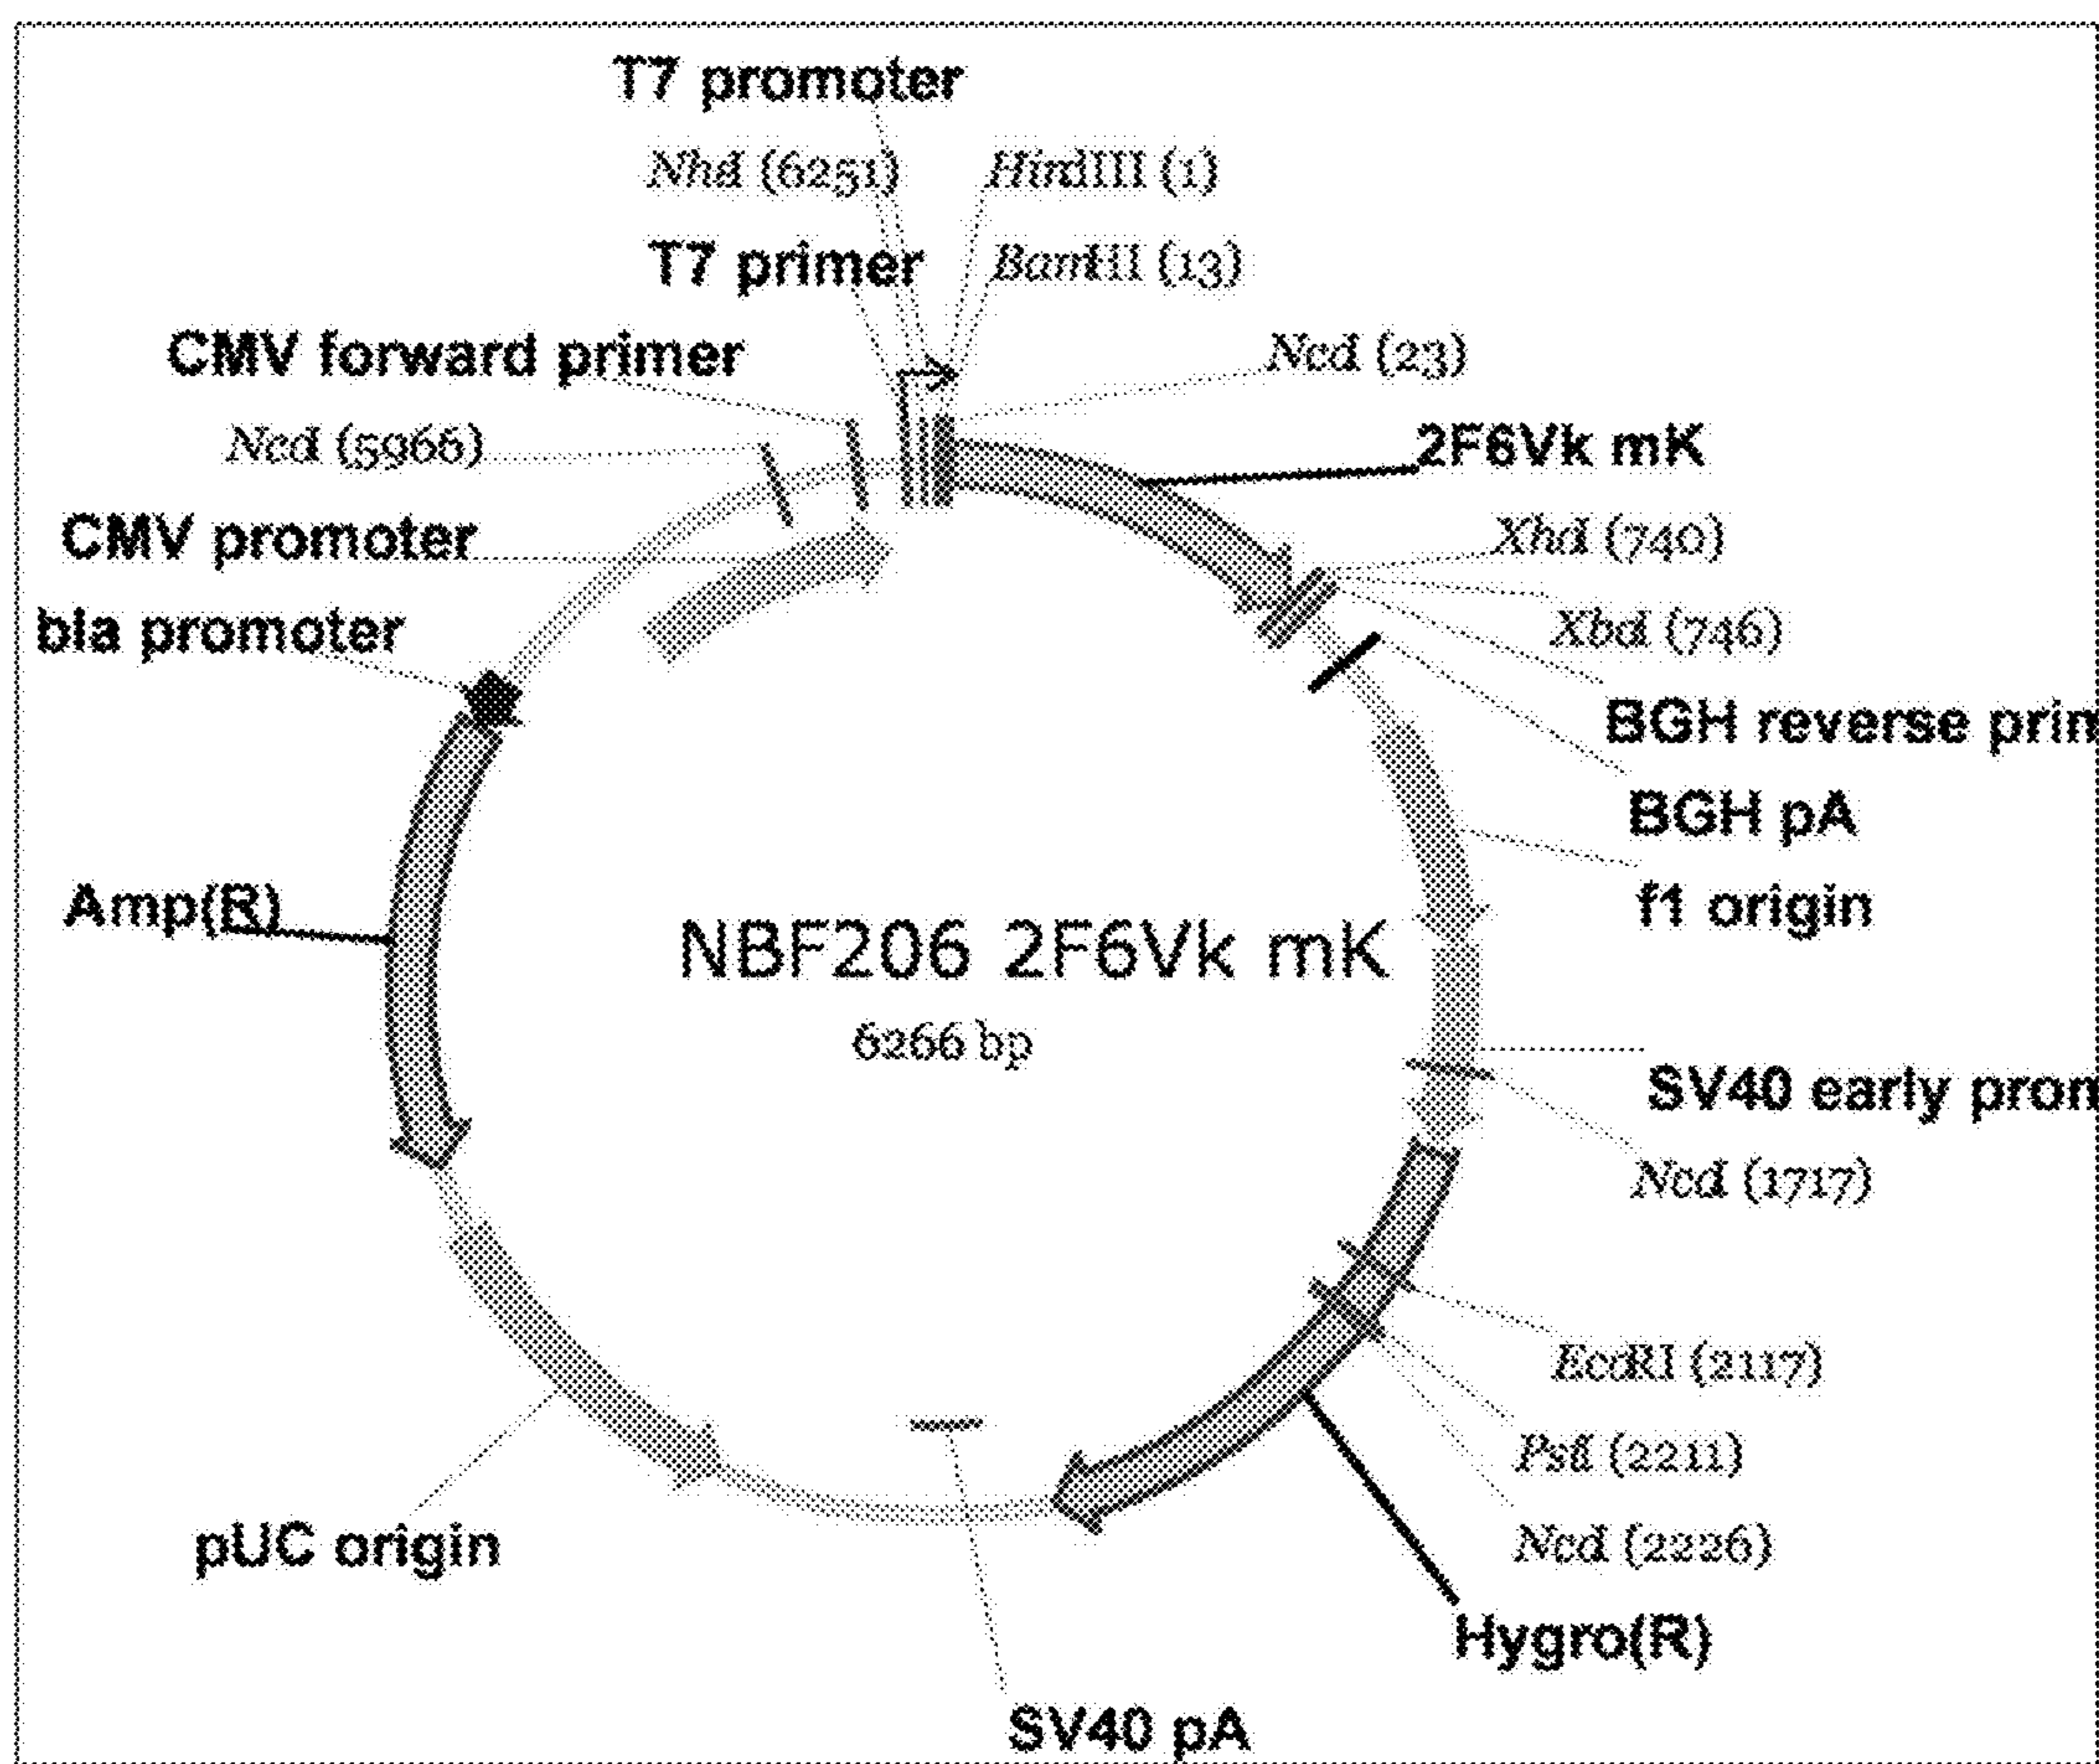 T7 promoter
NheI (6251)
HindIII (1)
T7 primer
BamHI (13)
CMV forward primer
NcoI (23)
NcoI (5966)
2F6Vk mK
CMV promoter
XhoI (740)
bla promoter
XbaI (746)
BGH reverse prim
BGH pA
Amp(R)
f1 origin
NBF206 2F6Vk mK
6266 bp
SV40 early prom
NcoI (1717)
EcoRI (2117)
PstI (2211)
pUC origin
NcoI (2226)
Hygro(R)
SV40 pA